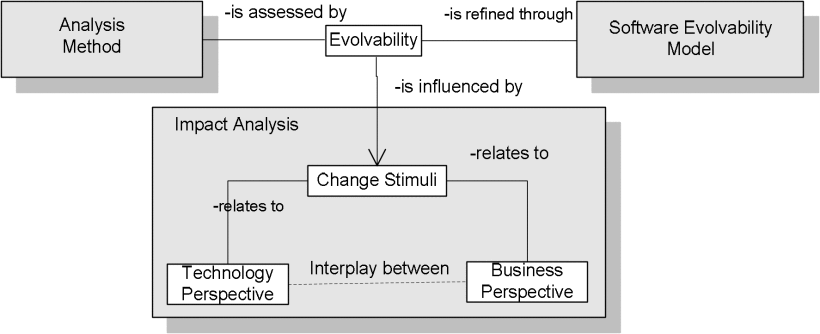 Analysis
Method
-is assessed by
Evolvability
-is refined through
Software Evolvability
Model
-is influenced by
Impact Analysis
Change Stimuli
-relates to
-relates to
Technology
Perspective
Interplay between
Business
Perspective